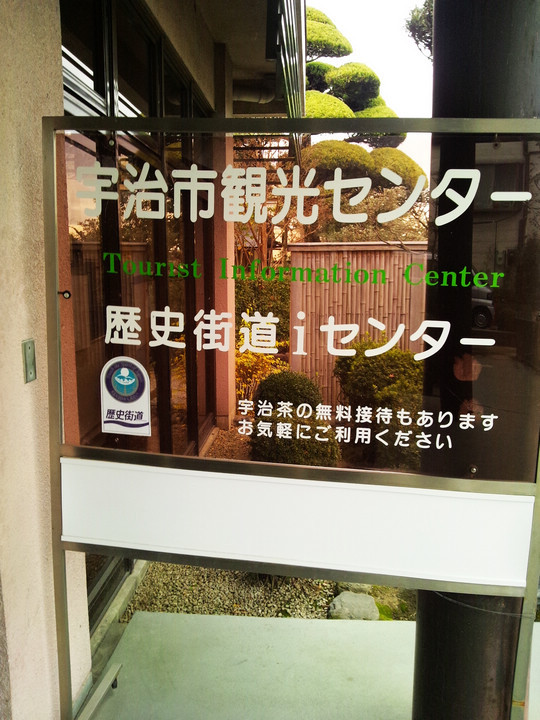 宇治市観光センター
Tourist Information Center
歴史街道iセンター
歴史街道
宇治茶の無料接待もあります
お気軽にご利用ください